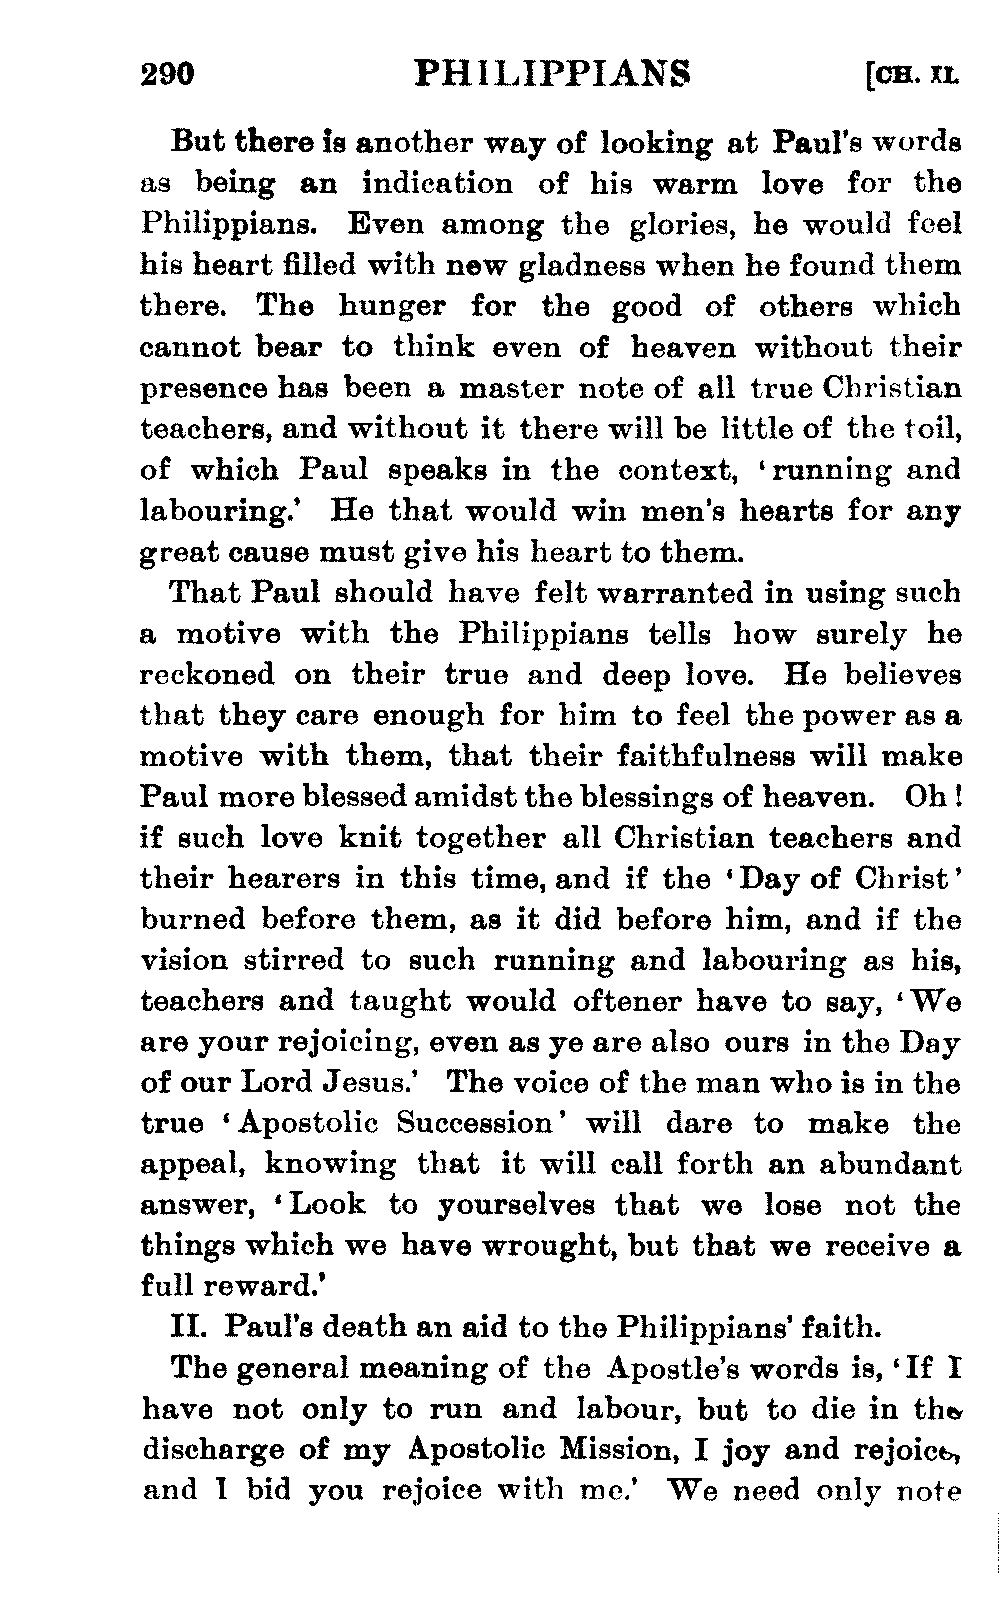 290 PHILIPPIANS [CH. II.
But there is another way of looking at Paul's words
as being an indication of his warm love for the
Philippians. Even among the glories, he would feel
his heart filled with new gladness when he found them
there. The hunger for the good of others which
cannot bear to think even of heaven without their
presence has been a master note of all true Christian
teachers, and without it there will be little of the toil,
of which Paul speaks in the context, 'running and
labouring.' He that would win men's hearts for any
great cause must give his heart to them.
That Paul should have felt warranted in using such
a motive with the Philippians tells how surely he
reckoned on their true and deep love. He believes
that they care enough for him to feel the power as a
motive with them, that their faithfulness will make
Paul more blessed amidst the blessings of heaven. Oh!
if such love knit together all Christian teachers and
their hearers in this time, and if the 'Day of Christ'
burned before them, as it did before him, and if the
vision stirred to such running and labouring as his,
teachers and taught would oftener have to say, 'We
are your rejoicing, even as ye are also ours in the Day
of our Lord Jesus.' The voice of the man who is in the
true 'Apostolic Succession' will dare to make the
appeal, knowing that it will call forth an abundant
answer, 'Look to yourselves that we lose not the
things which we have wrought, but that we receive a
full reward.'
II. Paul's death an aid to the Philippians' faith.
The general meaning of the Apostle's words is, 'If I
have not only to run and labour, but to die in the
discharge of my Apostolic Mission, I joy and rejoice,
and I bid you rejoice with me.' We need only note